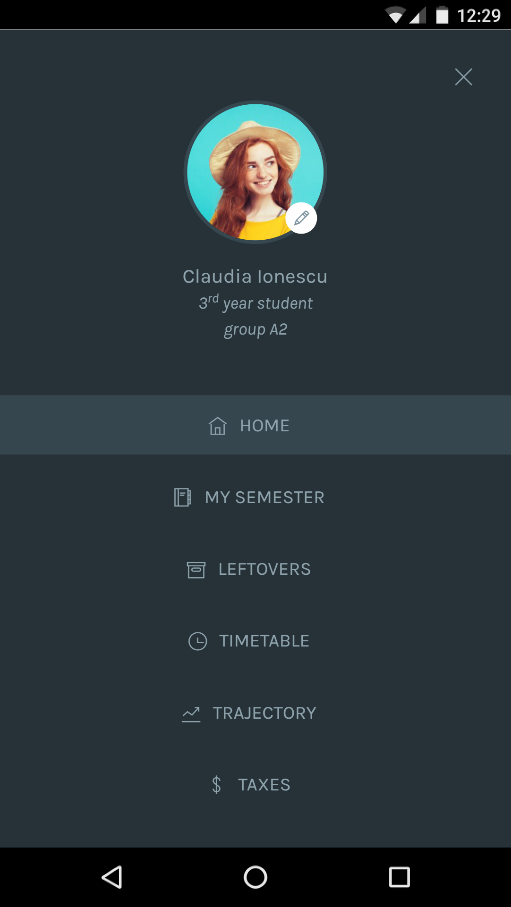 12:29
Claudia Ionescu
3rd year student
group A2
HOME
MY SEMESTER
LEFTOVERS
TIMETABLE
TRAJECTORY
$ TAXES